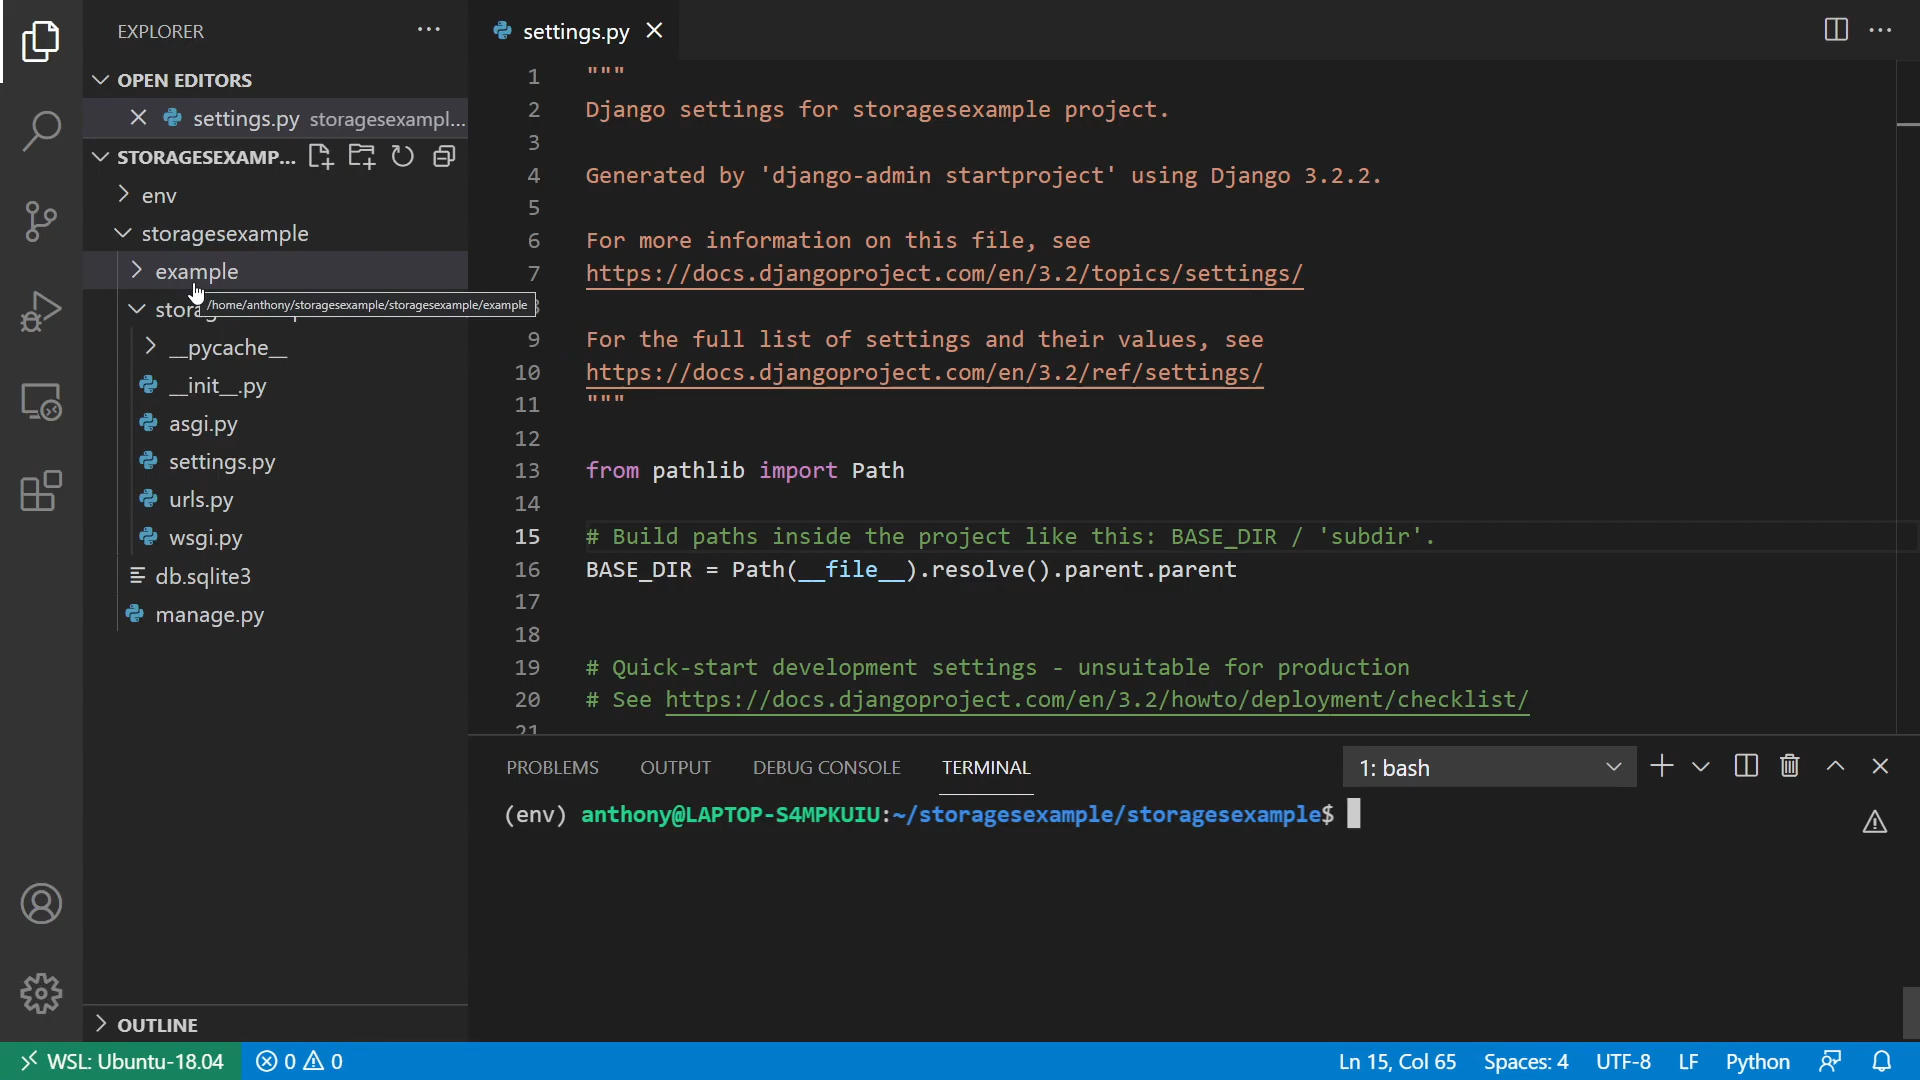 EXPLORER
OPEN EDITORS
settings.py storagesexampl...
STORAGESEXAMP...
env
storagesexample
example
/home/anthony/storagesexample/storagesexample/example
__pycache__
__init__.py
asgi.py
settings.py
urls.py
wsgi.py
db.sqlite3
manage.py
OUTLINE
settings.py
1 """
2 Django settings for storagesexample project.
3
4 Generated by 'django-admin startproject' using Django 3.2.2.
5
6 For more information on this file, see
7 https://docs.djangoproject.com/en/3.2/topics/settings/
9 For the full list of settings and their values, see
10 https://docs.djangoproject.com/en/3.2/ref/settings/
11 """
12
13 from pathlib import Path
14
15 # Build paths inside the project like this: BASE_DIR / 'subdir'.
16 BASE_DIR = Path(__file__).resolve().parent.parent
17
18
19 # Quick-start development settings - unsuitable for production
20 # See https://docs.djangoproject.com/en/3.2/howto/deployment/checklist/
21
PROBLEMS OUTPUT DEBUG CONSOLE TERMINAL 1: bash
(env) anthony@LAPTOP-S4MPKUIU:~/storagesexample/storagesexample$
WSL: Ubuntu-18.04 0 0 Ln 15, Col 65 Spaces: 4 UTF-8 LF Python